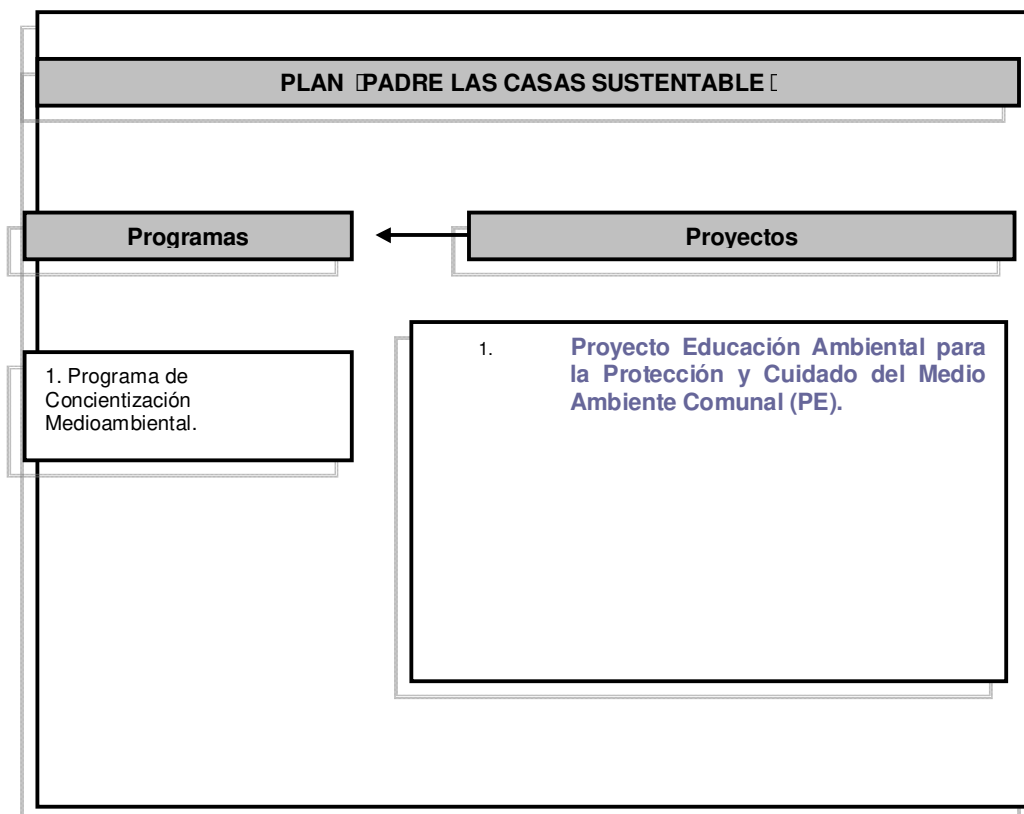 PLAN PADRE LAS CASAS SUSTENTABLE
Programas
Proyectos
1. Programa de
Concientización
Medioambiental.
1. Proyecto Educación Ambiental para
la Protección y Cuidado del Medio
Ambiente Comunal (PE).